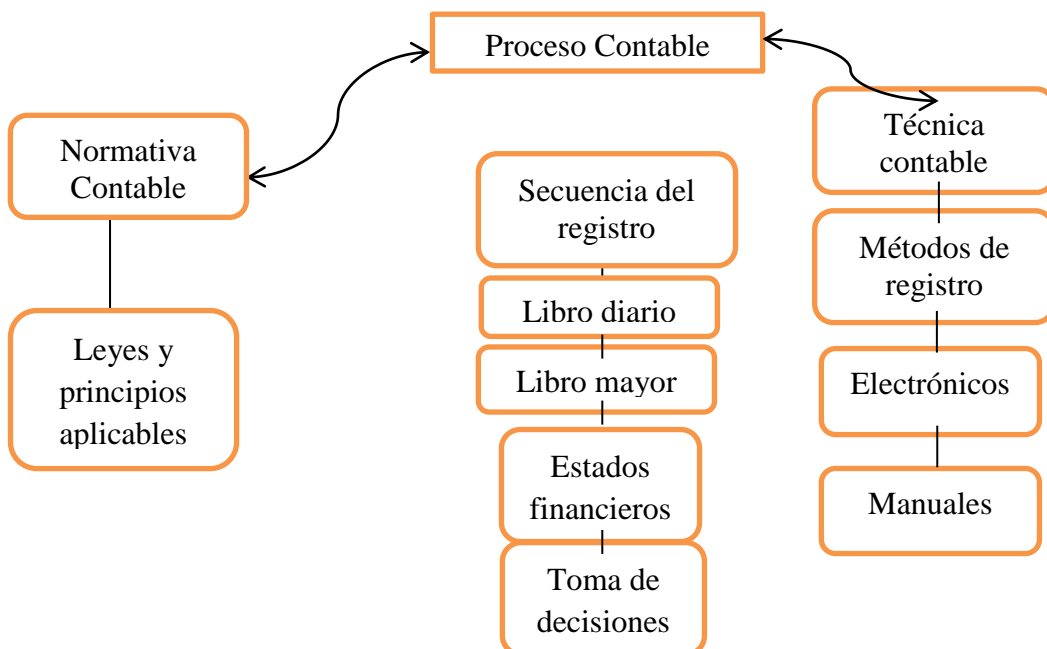 Proceso Contable
Normativa
Contable
Leyes y
principios
aplicables
Secuencia del
registro
Libro diario
Libro mayor
Estados
financieros
Toma de
decisiones
Técnica
contable
Métodos de
registro
Electrónicos
Manuales